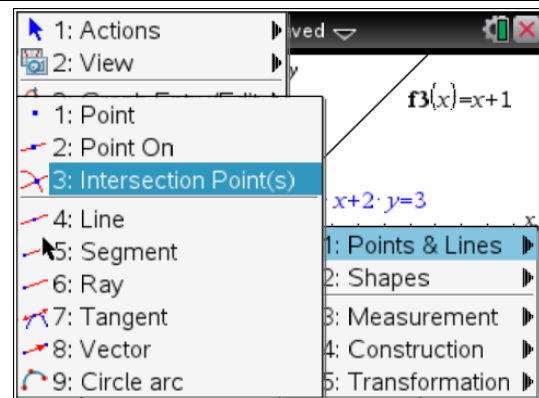 1: Actions
ved
2: View
y
f3(x)=x+1
1: Point
2: Point On
3: Intersection Point(s)
x+2·y=3
x
4: Line
1: Points & Lines
5: Segment
2: Shapes
6: Ray
7: Tangent
3: Measurement
8: Vector
4: Construction
9: Circle arc
5: Transformation